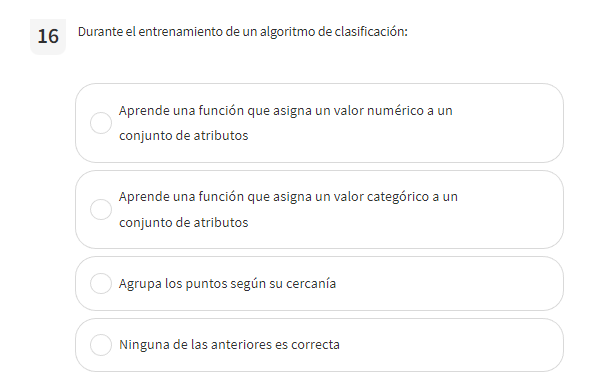 16
Durante el entrenamiento de un algoritmo de clasificación:
Aprende una función que asigna un valor numérico a un
conjunto de atributos
Aprende una función que asigna un valor categórico a un
conjunto de atributos
Agrupa los puntos según su cercanía
Ninguna de las anteriores es correcta